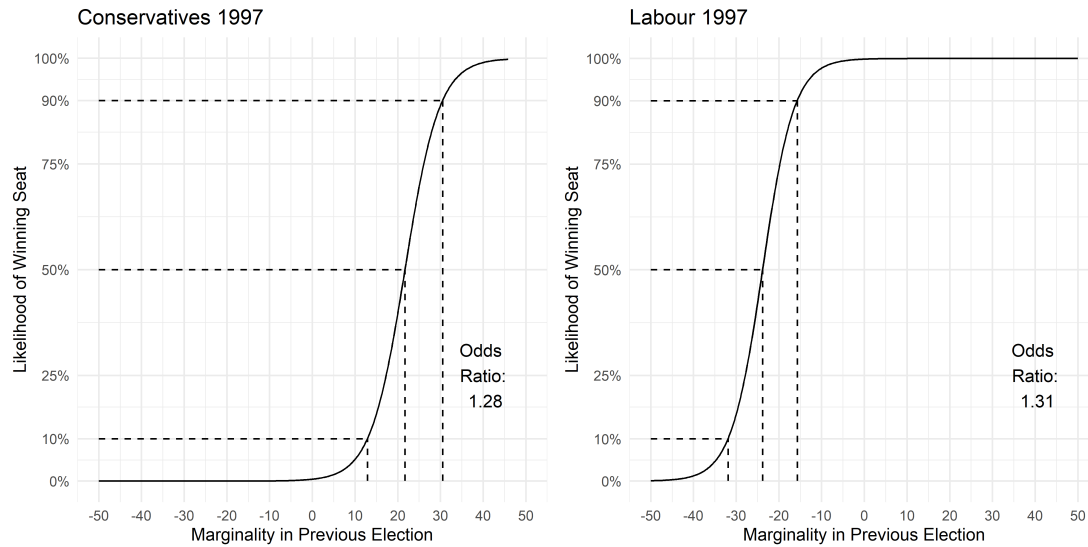 Conservatives 1997
Likelihood of Winning Seat
100%
90%
75%
50%
25%
10%
0%
Odds
Ratio:
1.28
-50 -40 -30 -20 -10 0 10 20 30 40 50
Marginality in Previous Election
Labour 1997
Likelihood of Winning Seat
100%
90%
75%
50%
25%
10%
0%
Odds
Ratio:
1.31
-50 -40 -30 -20 -10 0 10 20 30 40 50
Marginality in Previous Election